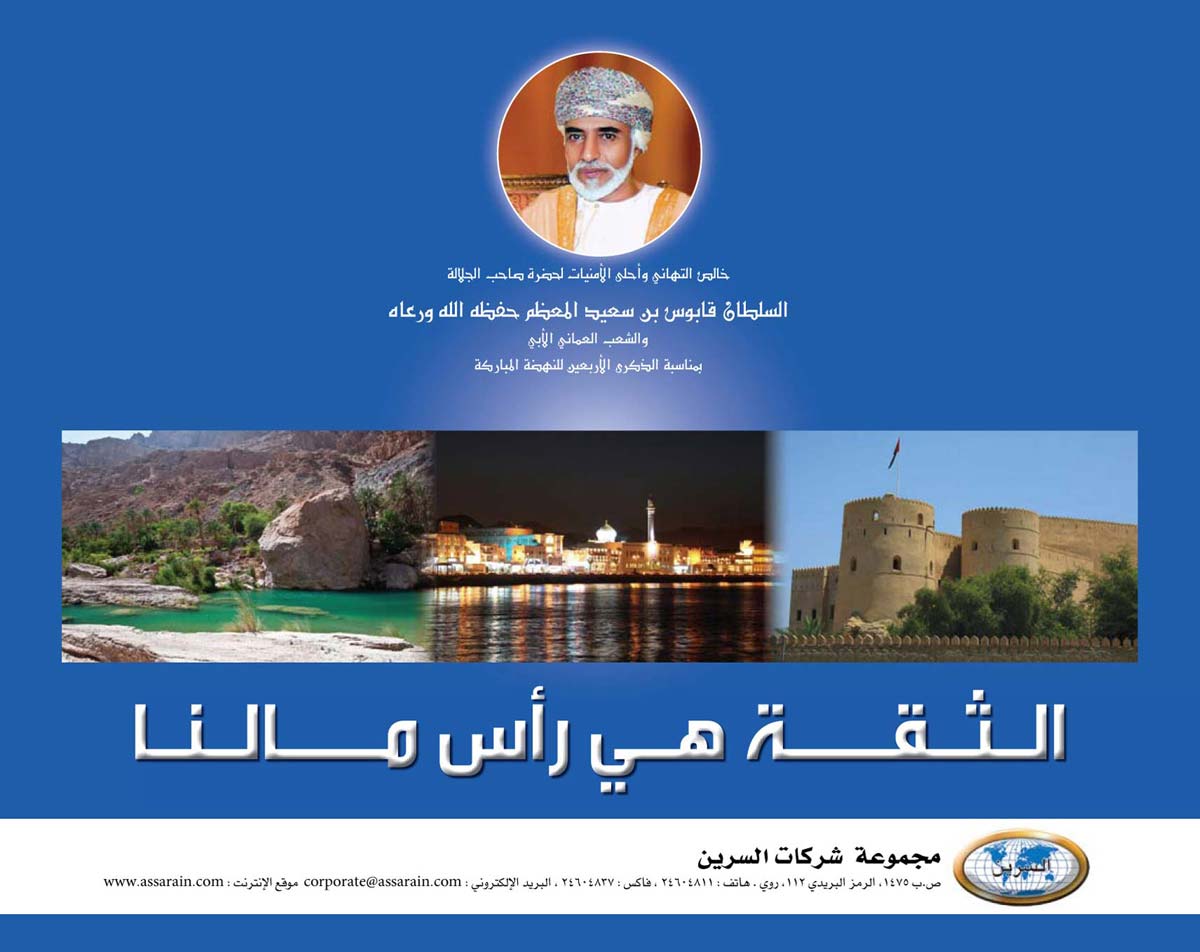 خالص التهاني وأحلى الأمنيات لحضرة صاحب الجلالة
السلطان قابوس بن سعيد المعظم حفظه الله ورعاه
والشعب العماني الأبي
بمناسبة الذكرى الأربعين للنهضة المباركة
الثقة هي رأس مالنا
السرين
مجموعة شركات السرين
ص.ب ١٤٧٥، الرمز البريدي ١١٢، روي . هاتف : ٢٤٦٠٤٨١١ ، فاكس : ٢٤٦٠٤٨٣٧ ، البريد الإلكتروني : corporate@assarain.com موقع الإنترنت : www.assarain.com